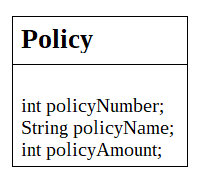 Policy
int policyNumber;
String policyName;
int policyAmount;